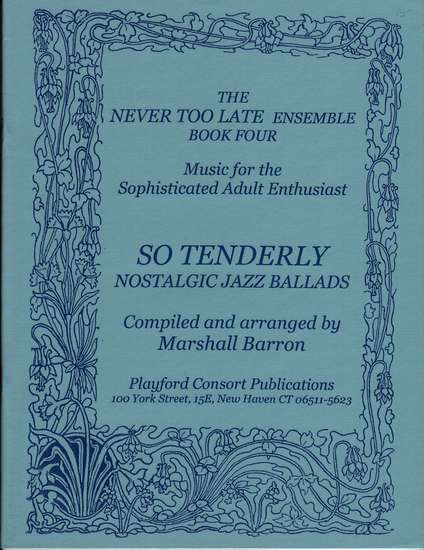 THE
NEVER TOO LATE ENSEMBLE
BOOK FOUR
Music for the
Sophisticated Adult Enthusiast
SO TENDERLY
NOSTALGIC JAZZ BALLADS
Compiled and arranged by
Marshall Barron
Playford Consort Publications
100 York Street, 15E, New Haven CT 06511-5623